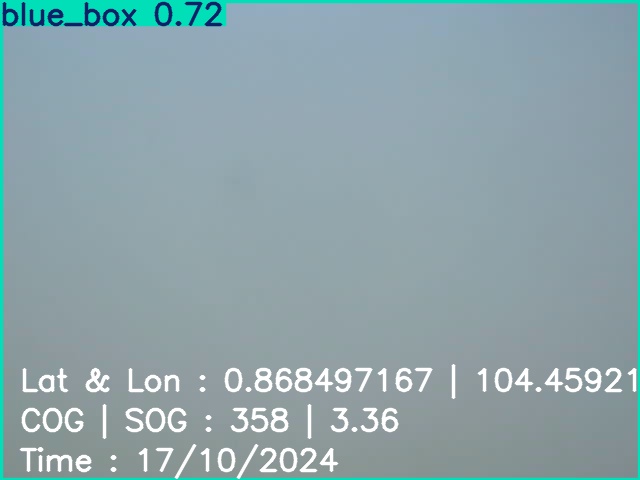 blue_box 0.72
Lat & Lon : 0.868497167 | 104.45921
COG | SOG : 358 | 3.36
Time : 17/10/2024